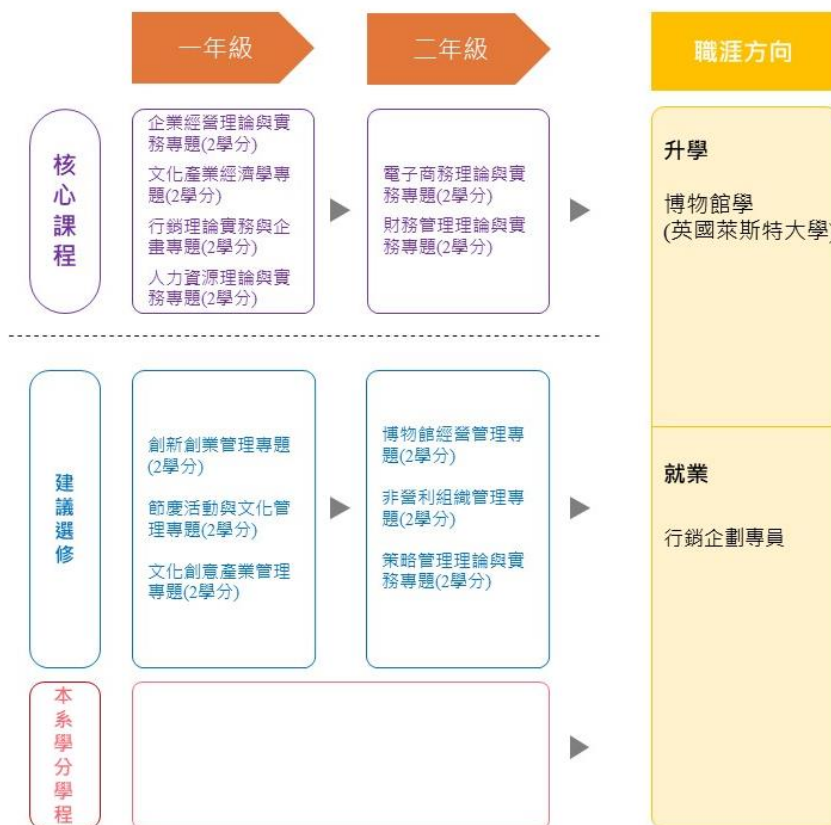 一年級
二年級
職涯方向
核
心
課
程
企業經營理論與實
務專題(2學分)
文化產業經濟學專
題(2學分)
行銷理論實務與企
畫專題(2學分)
人力資源理論與實
務專題(2學分)
電子商務理論與實
務專題(2學分)
財務管理理論與實
務專題(2學分)
升學
博物館學
(英國萊斯特大學)
建
議
選
修
創新創業管理專題
(2學分)
節慶活動與文化管
理專題(2學分)
文化創意產業管理
專題(2學分)
博物館經營管理專
題(2學分)
非營利組織管理專
題(2學分)
策略管理理論與實
務專題(2學分)
就業
行銷企劃專員
本
系
學
分
學
程